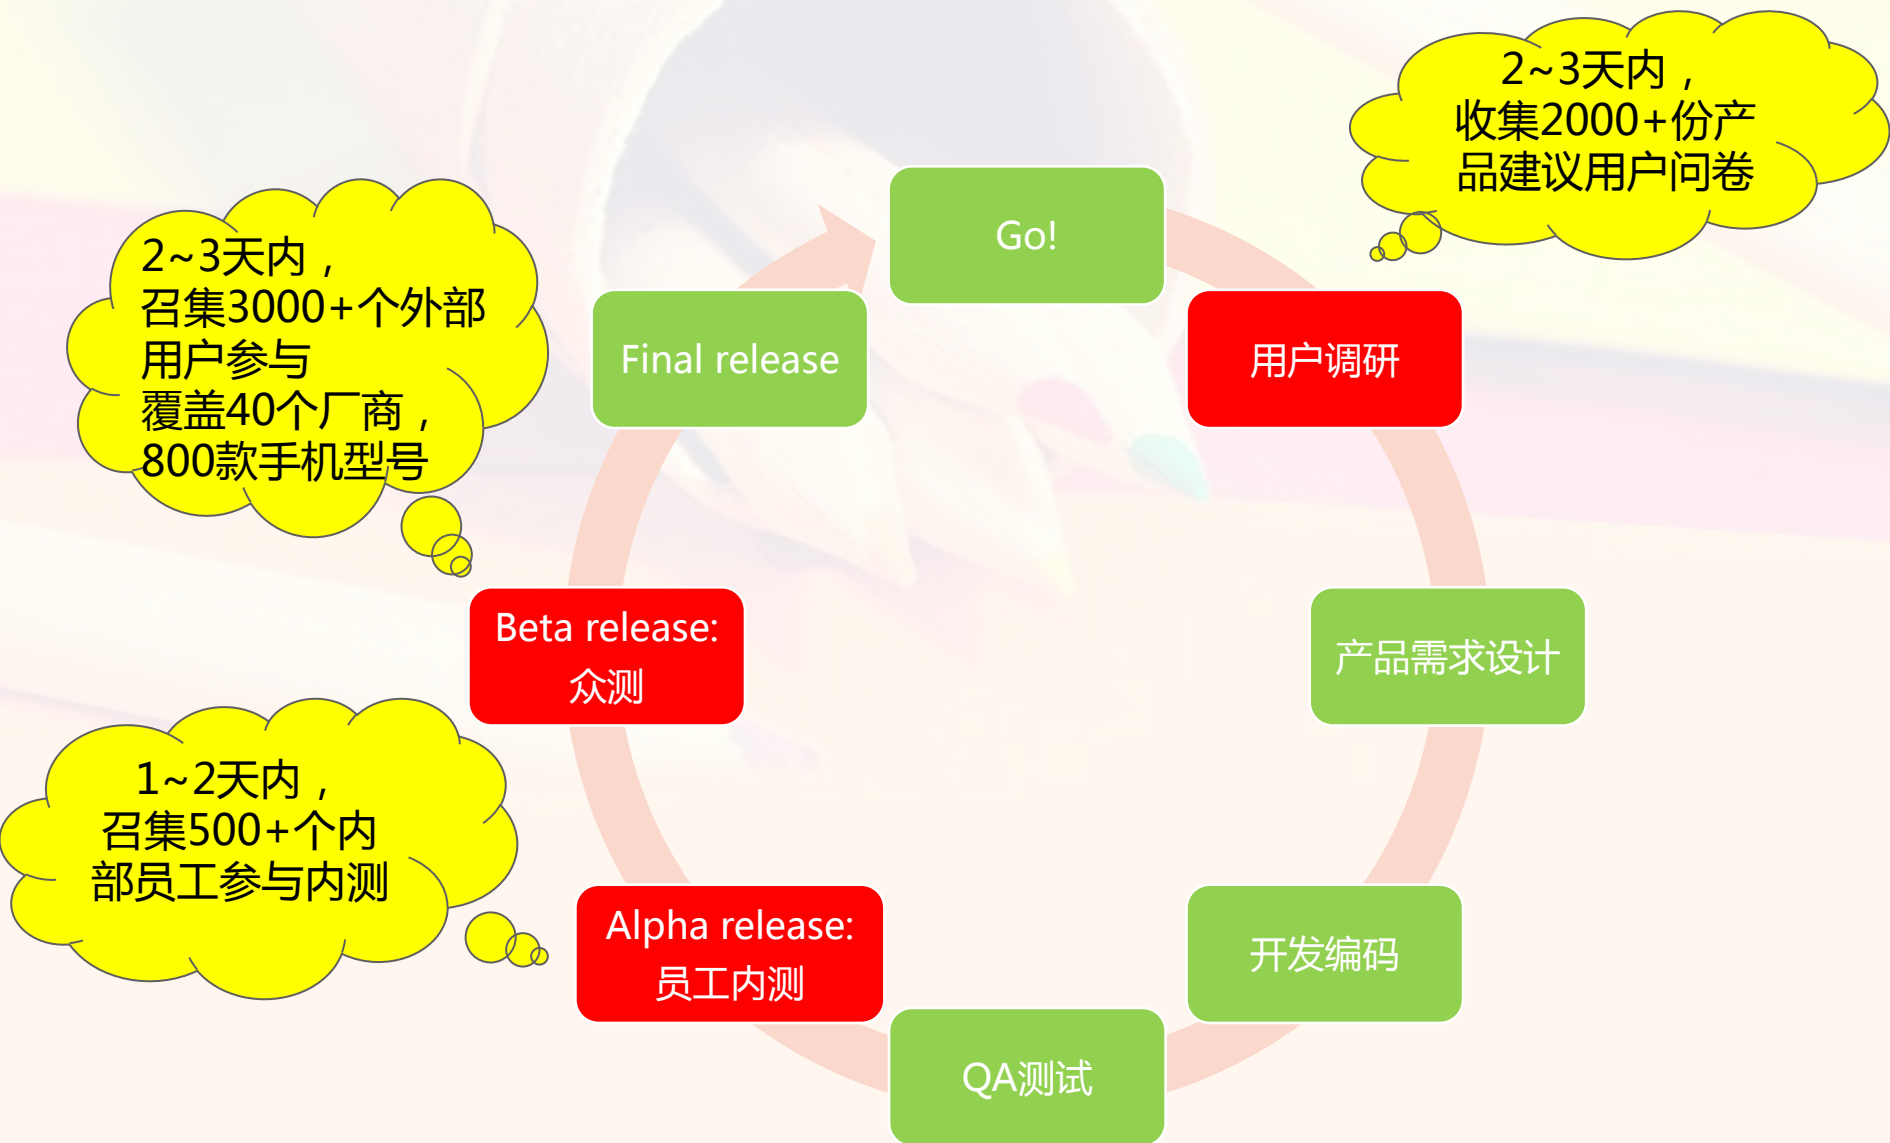 2~3天内，
收集2000+份产
品建议用户问卷
Go!
2~3天内，
召集3000+个外部
用户参与
覆盖40个厂商，
800款手机型号
Final release
用户调研
Beta release:
众测
产品需求设计
1~2天内，
召集500+个内
部员工参与内测
Alpha release:
员工内测
开发编码
QA测试